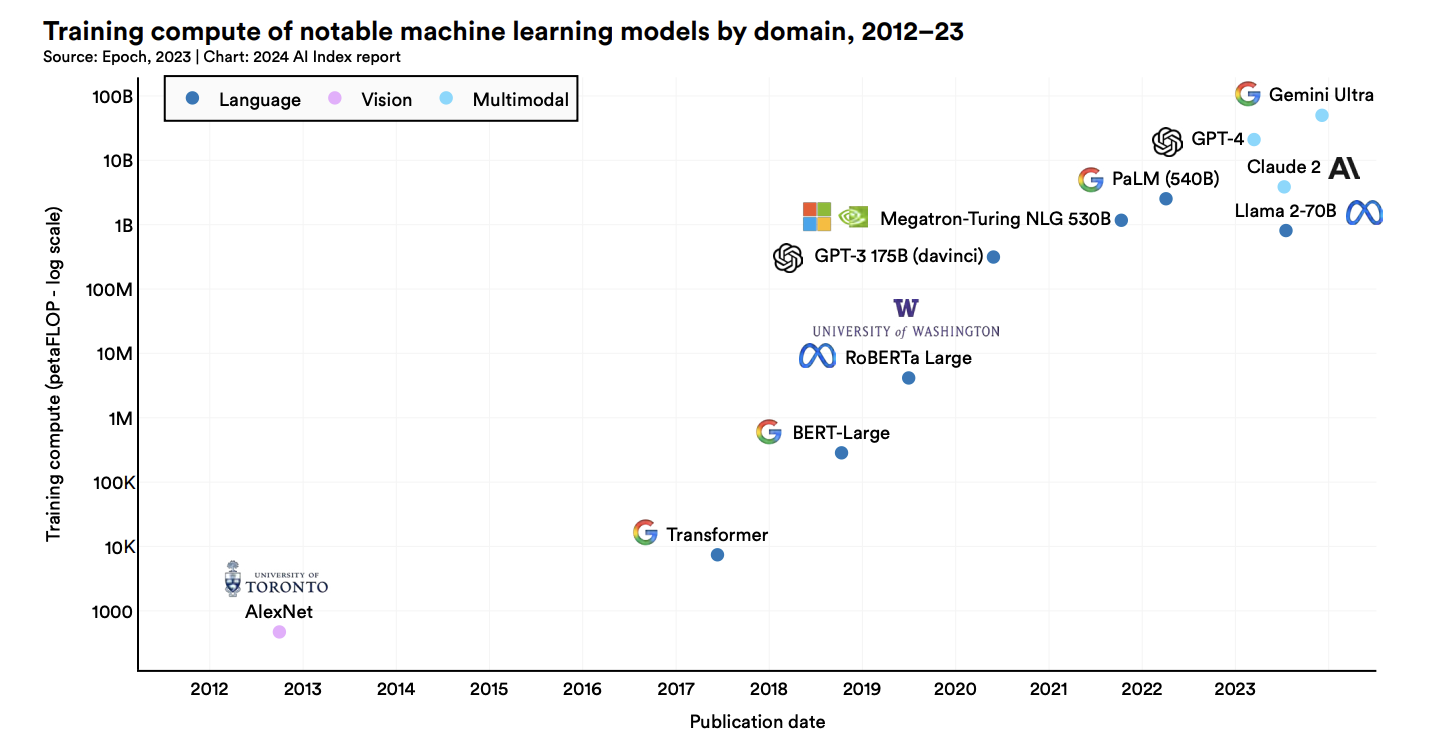 Training compute of notable machine learning models by domain, 2012–23
Source: Epoch, 2023 | Chart: 2024 AI Index report
Language Vision Multimodal
100B
10B
1B
100M
10M
1M
100K
10K
1000
Training compute (petaFLOP - log scale)
Gemini Ultra
GPT-4
Claude 2
PaLM (540B)
Llama 2-70B
Megatron-Turing NLG 530B
GPT-3 175B (davinci)
W
UNIVERSITY of WASHINGTON
RoBERTa Large
BERT-Large
Transformer
UNIVERSITY OF
TORONTO
AlexNet
2012 2013 2014 2015 2016 2017 2018 2019 2020 2021 2022 2023
Publication date